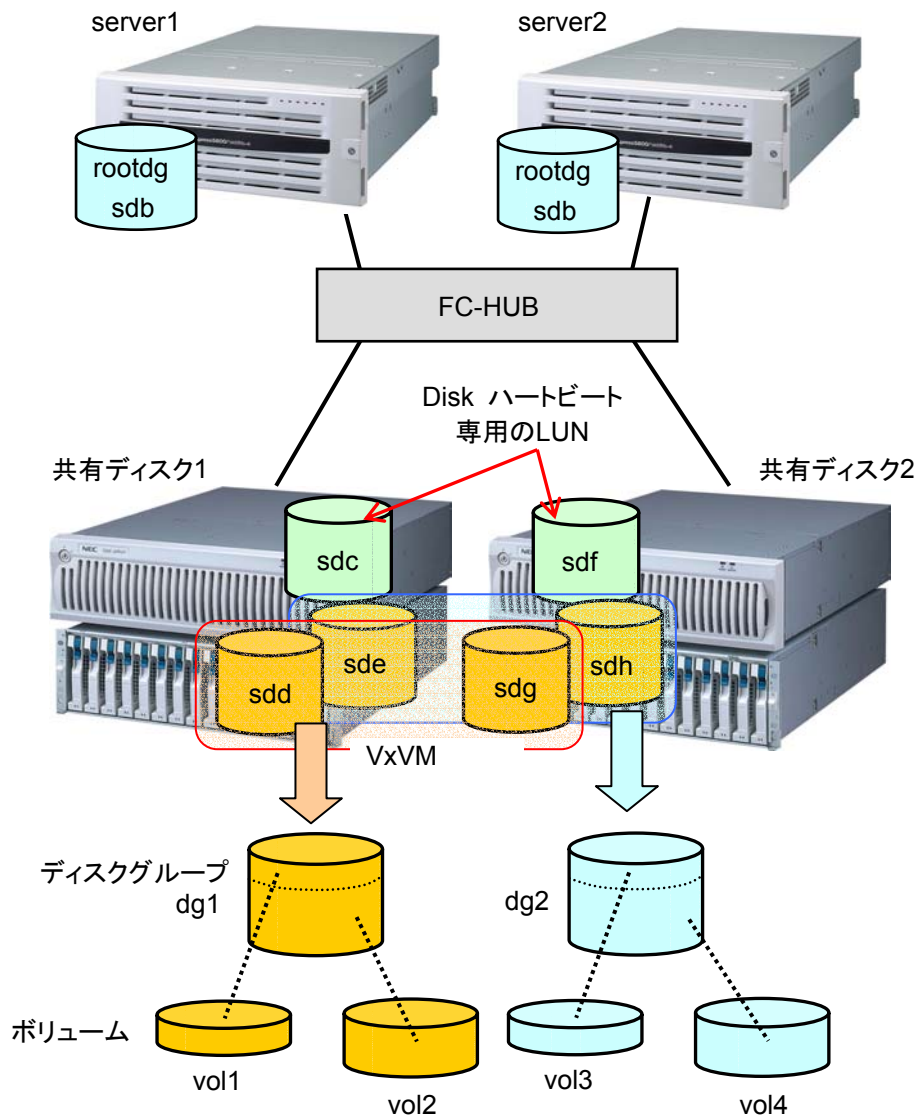 server1
server2
rootdg
sdb
rootdg
sdb
FC-HUB
Disk ハートビート
専用のLUN
共有ディスク1
共有ディスク2
NEC
sdc
sdf
sde
sdh
sdd
sdg
VxVM
ディスクグループ
dg1
dg2
ボリューム
vol1
vol2
vol3
vol4